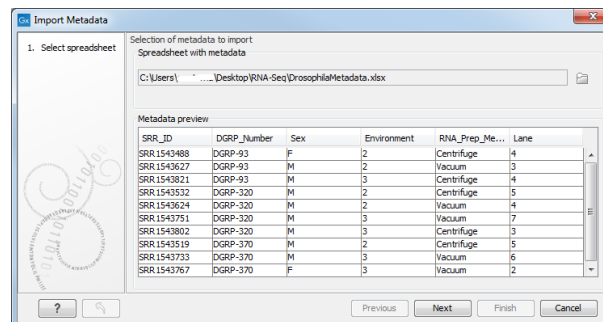 Gx Import Metadata
1. Select spreadsheet
Selection of metadata to import
Spreadsheet with metadata
C:\Users\ \Desktop\RNA-Seq\DrosophilaMetadata.xlsx
Metadata preview
SRR_ID DGRP_Number Sex Environment RNA_Prep_Me... Lane
SRR1543488 DGRP-93 F 2 Centrifuge 4
SRR1543627 DGRP-93 M 2 Vacuum 3
SRR1543821 DGRP-93 M 3 Centrifuge 4
SRR1543532 DGRP-320 M 2 Centrifuge 5
SRR1543624 DGRP-320 M 2 Vacuum 4
SRR1543751 DGRP-320 M 3 Vacuum 7
SRR1543802 DGRP-320 M 3 Centrifuge 3
SRR1543519 DGRP-370 M 2 Centrifuge 5
SRR1543733 DGRP-370 M 3 Vacuum 6
SRR1543767 DGRP-370 F 3 Vacuum 2
? Previous Next Finish Cancel